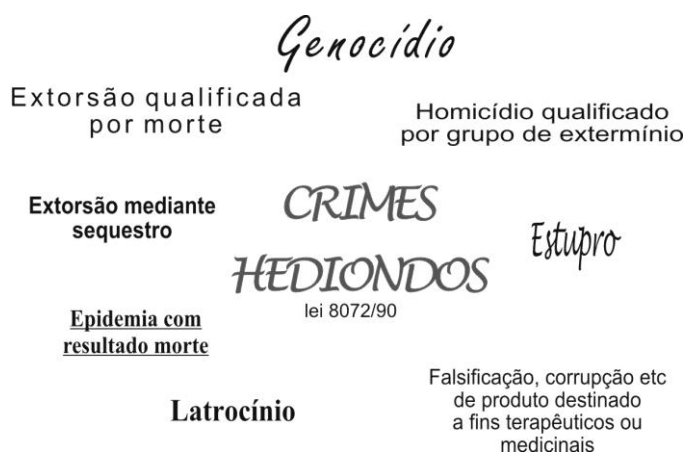 Genocídio
Extorsão qualificada
por morte
Homicídio qualificado
por grupo de extermínio
Extorsão mediante
sequestro
CRIMES
HEDIONDOS
lei 8072/90
Estupro
Epidemia com
resultado morte
Latrocínio
Falsificação, corrupção etc
de produto destinado
a fins terapêuticos ou
medicinais